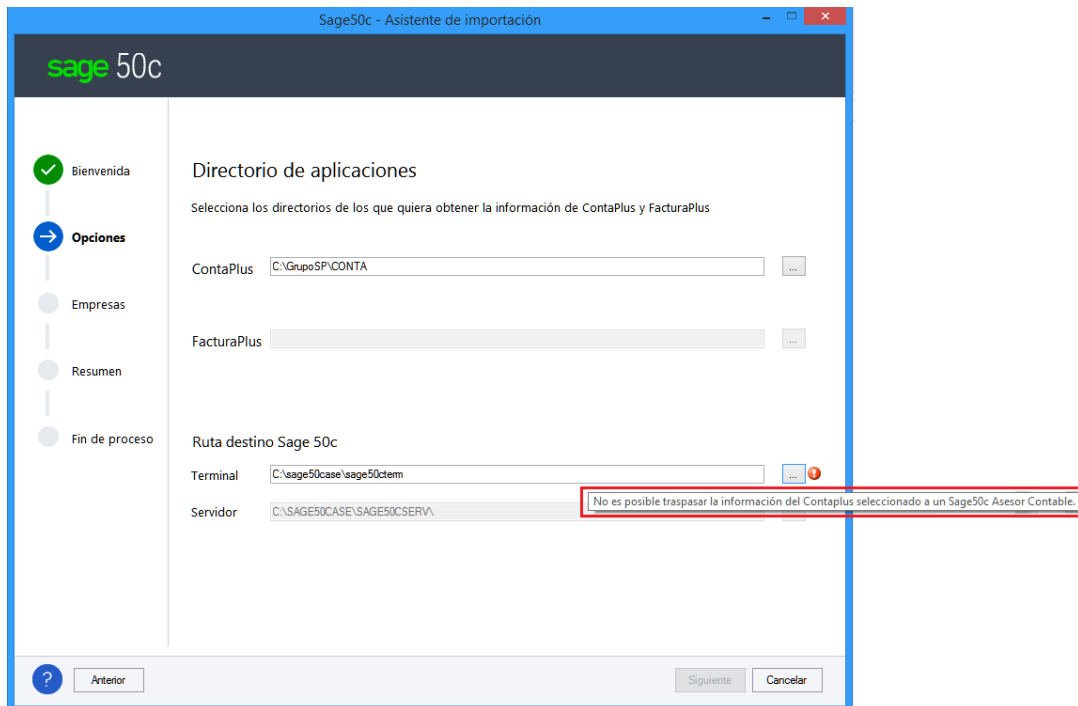 Sage50c - Asistente de importación
sage 50c
Bienvenida
Opciones
Empresas
Resumen
Fin de proceso
Directorio de aplicaciones
Selecciona los directorios de los que quiera obtener la información de ContaPlus y FacturaPlus
ContaPlus C:\GrupoSP\CONTA ...
FacturaPlus ...
Ruta destino Sage 50c
Terminal C:\sage50case\sage50cterm ...
No es posible traspasar la información del Contaplus seleccionado a un Sage50c Asesor Contable.
Servidor C:\SAGE50CASE\SAGE50CSERV\
? Anterior Siguiente Cancelar